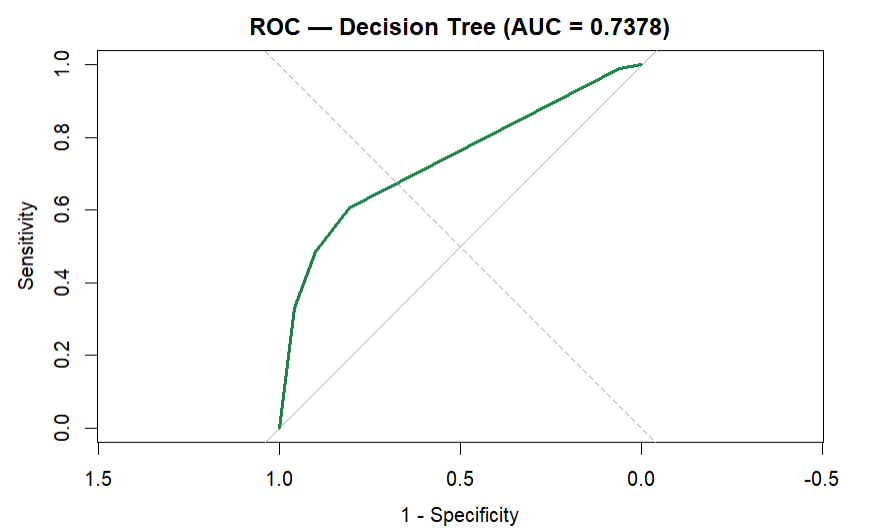 ROC — Decision Tree (AUC = 0.7378)
Sensitivity
1.0
0.8
0.6
0.4
0.2
0.0
1.5 1.0 0.5 0.0 -0.5
1 - Specificity